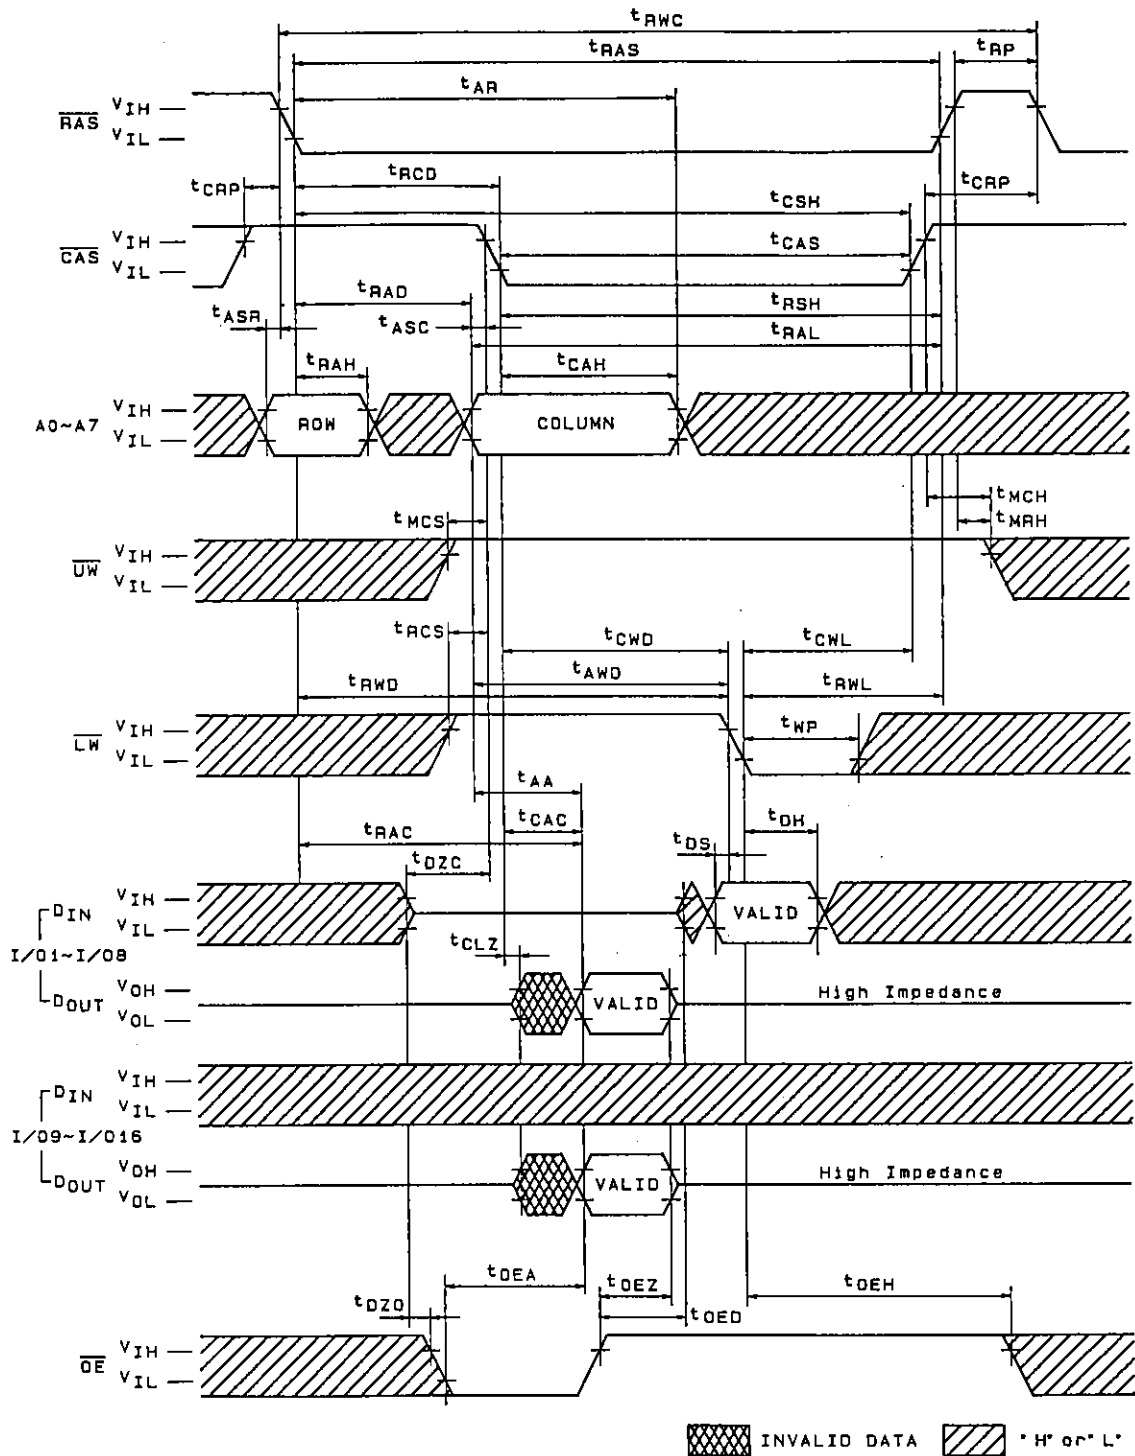 tRWC
tRAS
tRP
tAR
RAS VIH
VIL
tCRP
tRCD
tCRP
tCSH
CAS VIH
VIL
tCAS
tRAD
tRSH
tASR
tASC
tRAL
tRAH
tCAH
A0~A7 VIH
VIL
ROW
COLUMN
tMCH
tMCS
tMRH
UW VIH
VIL
tRCS
tCWD
tCWL
tAWD
tRWD
tRWL
LW VIH
VIL
tWP
tAA
tCAC
tRAC
tDH
tDS
tDZC
DIN VIH
VIL
VALID
I/O1~I/O8
tCLZ
DOUT VOH
VOL
VALID
High Impedance
DIN VIH
VIL
I/O9~I/O16
DOUT VOH
VOL
VALID
High Impedance
tOEA
tOEZ
tOEH
tDZO
tOED
OE VIH
VIL
INVALID DATA
"H" or "L"